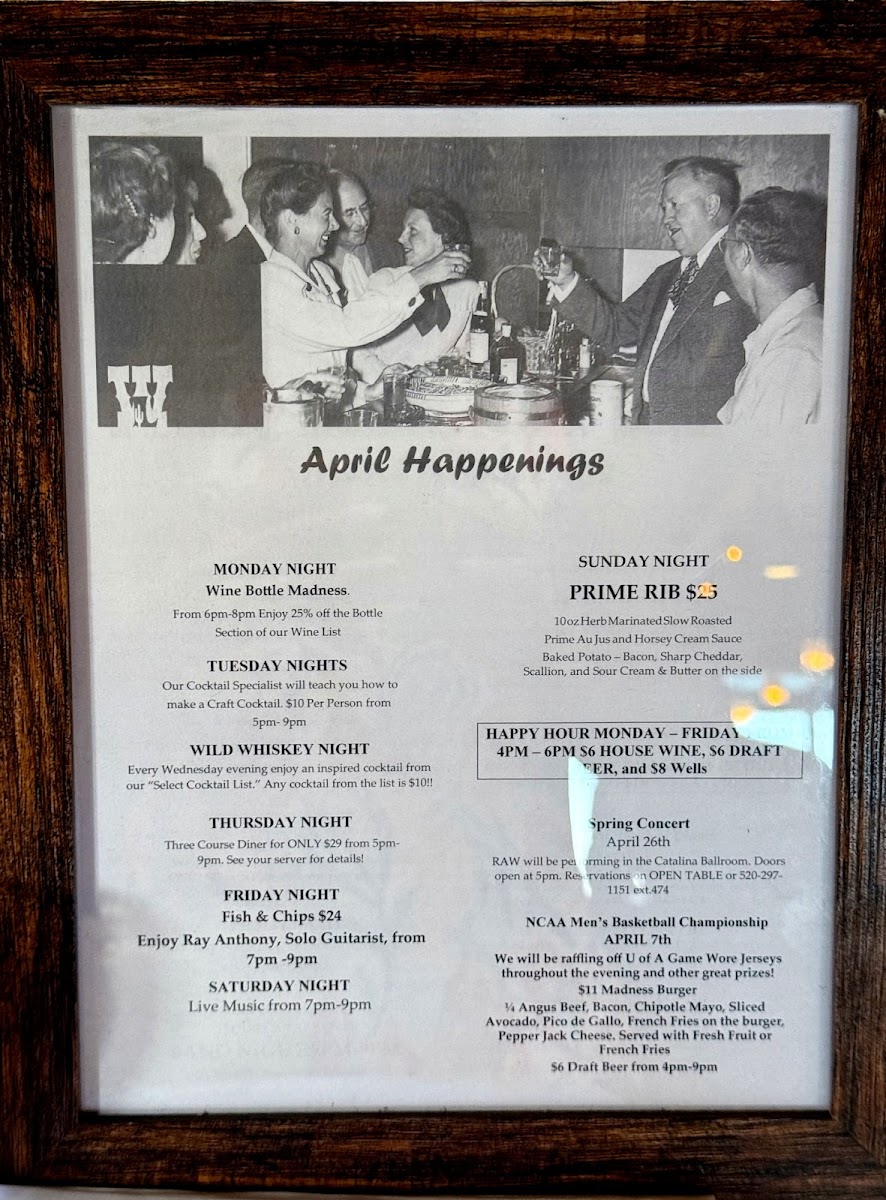 W
&
U
April Happenings
MONDAY NIGHT
Wine Bottle Madness.
From 6pm-8pm Enjoy 25% off the Bottle
Section of our Wine List
TUESDAY NIGHTS
Our Cocktail Specialist will teach you how to
make a Craft Cocktail. $10 Per Person from
5pm- 9pm
WILD WHISKEY NIGHT
Every Wednesday evening enjoy an inspired cocktail from
our "Select Cocktail List." Any cocktail from the list is $10!!
THURSDAY NIGHT
Three Course Diner for ONLY $29 from 5pm-
9pm. See your server for details!
FRIDAY NIGHT
Fish & Chips $24
Enjoy Ray Anthony, Solo Guitarist, from
7pm -9pm
SATURDAY NIGHT
Live Music from 7pm-9pm
SUNDAY NIGHT
PRIME RIB $25
10oz Herb Marinated Slow Roasted
Prime Au Jus and Horsey Cream Sauce
Baked Potato – Bacon, Sharp Cheddar,
Scallion, and Sour Cream & Butter on the side
HAPPY HOUR MONDAY – FRIDAY FROM
4PM – 6PM $6 HOUSE WINE, $6 DRAFT
BEER, and $8 Wells
Spring Concert
April 26th
RAW will be performing in the Catalina Ballroom. Doors
open at 5pm. Reservations on OPEN TABLE or 520-297-
1151 ext.474
NCAA Men's Basketball Championship
APRIL 7th
We will be raffling off U of A Game Wore Jerseys
throughout the evening and other great prizes!
$11 Madness Burger
¼ Angus Beef, Bacon, Chipotle Mayo, Sliced
Avocado, Pico de Gallo, French Fries on the burger,
Pepper Jack Cheese. Served with Fresh Fruit or
French Fries
$6 Draft Beer from 4pm-9pm